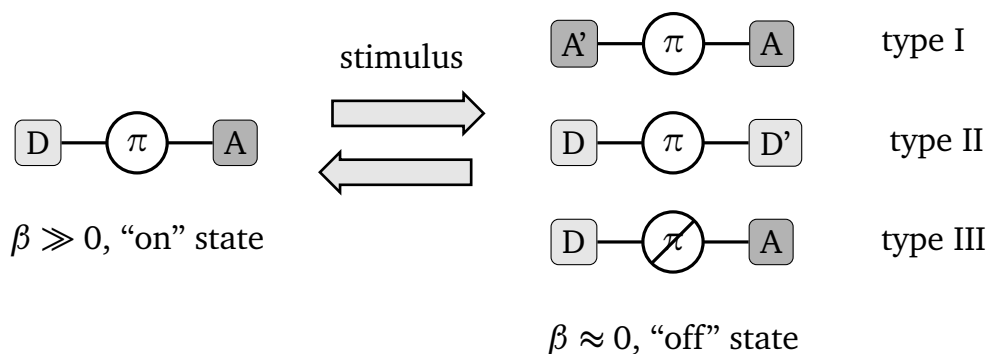 stimulus
D π A
β ≫ 0, “on” state
A’ π A type I
D π D’ type II
D π A type III
β ≈ 0, “off” state